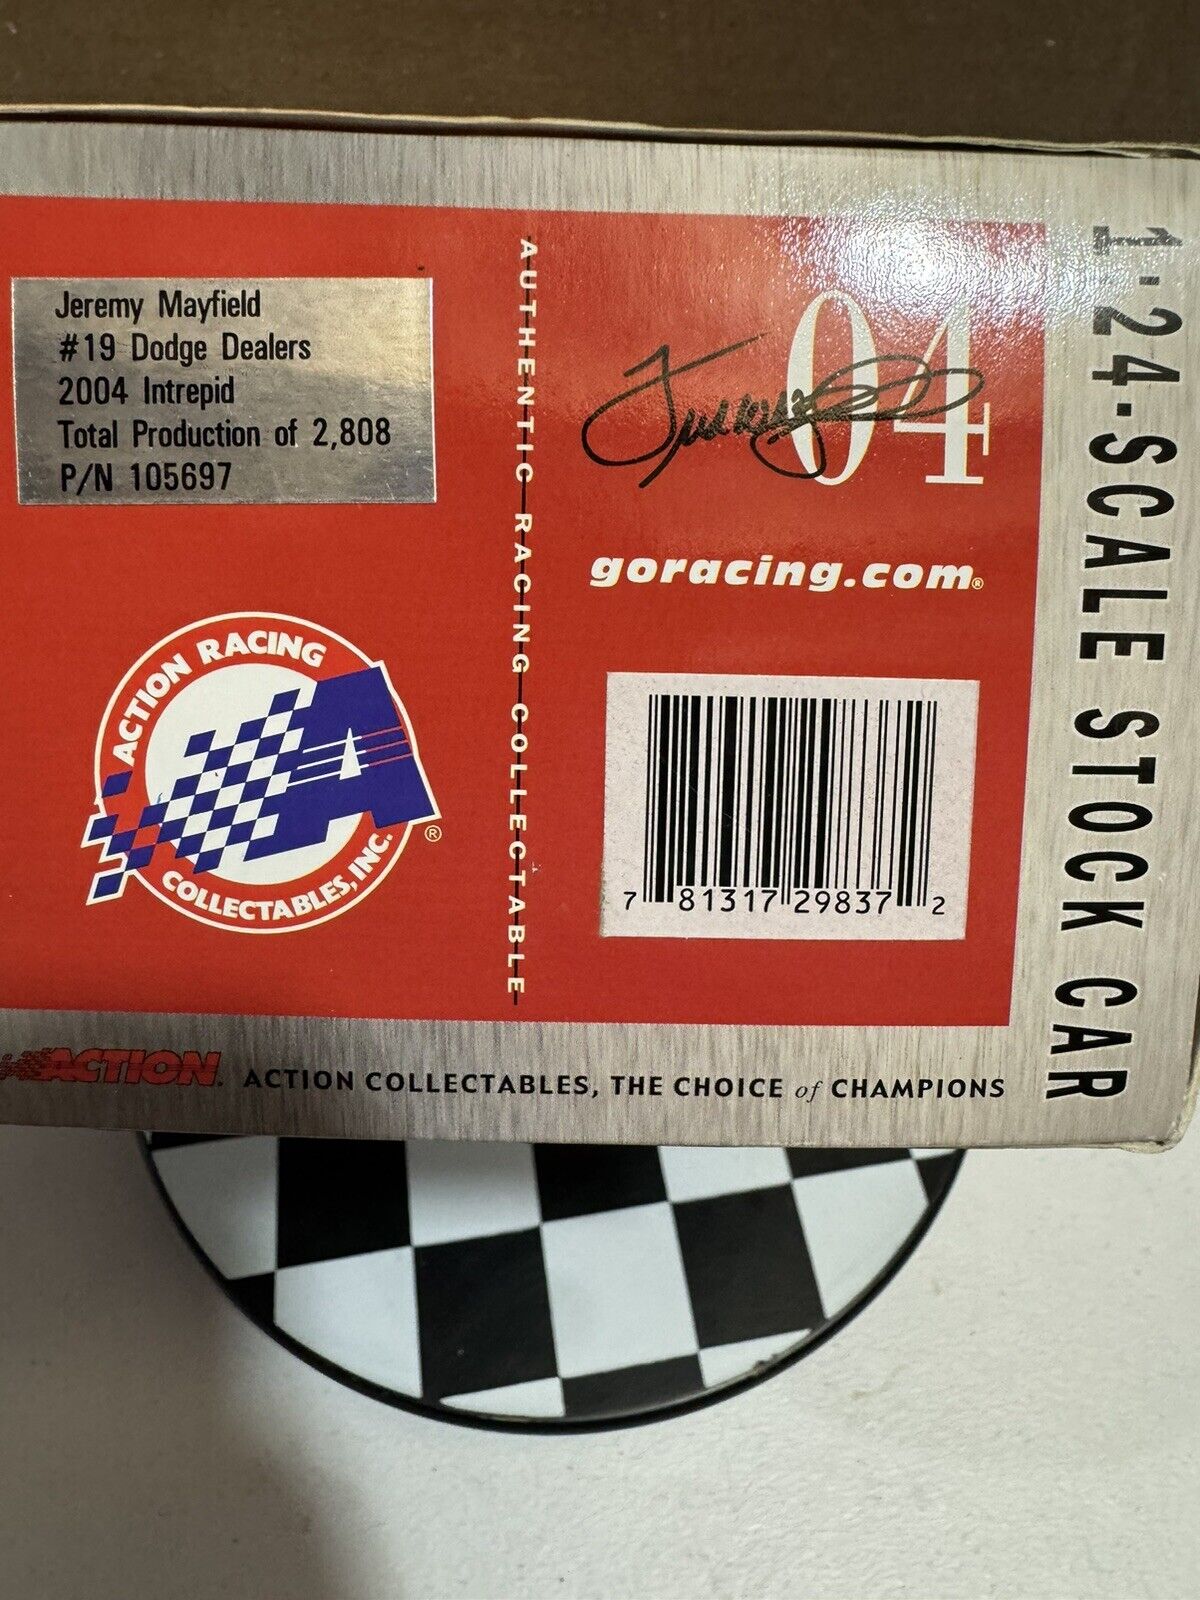 Jeremy Mayfield
#19 Dodge Dealers
2004 Intrepid
Total Production of 2,808
P/N 105697
ACTION RACING
COLLECTABLES, INC.
®
AUTHENTIC RACING COLLECTABLE
04
goracing.com®
7 81317 29837 2
1:24-SCALE STOCK CAR
ACTION. ACTION COLLECTABLES, THE CHOICE of CHAMPIONS